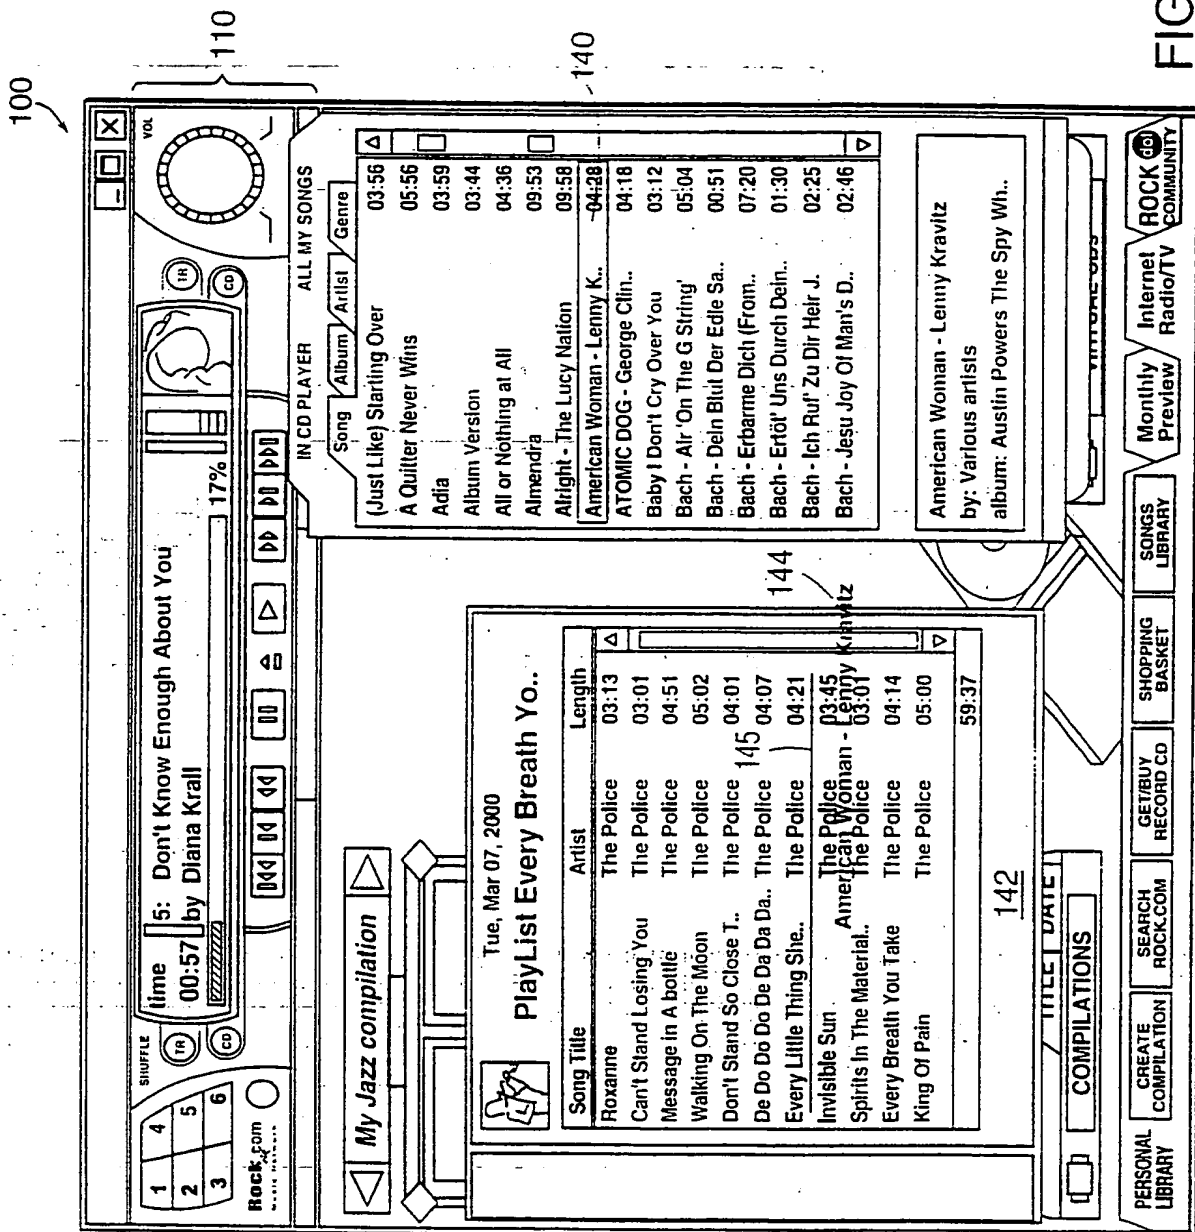 100
110
140
FIG
1 4
2 5
3 6
SHUFFLE
TR
CD
Rock.com
time
00:57
5: Don't Know Enough About You
by Diana Krall
17%
TR
CD
VOL
IN CD PLAYER ALL MY SONGS
Song Album Artist Genre
(Just Like) Starting Over 03:56
A Quitter Never Wins 05:56
Adia 03:59
Album Version 03:44
All or Nothing at All 04:36
Almendra 09:53
Alright - The Lucy Nation 09:58
American Woman - Lenny K.. 04:28
ATOMIC DOG - George Clin.. 04:18
Baby I Don't Cry Over You 03:12
Bach - Air 'On The G String' 05:04
Bach - Dein Blut Der Edle Sa.. 00:51
Bach - Erbarme Dich (From.. 07:20
Bach - Ertöt' Uns Durch Dein.. 01:30
Bach - Ich Ruf' Zu Dir Heir J. 02:25
Bach - Jesu Joy Of Man's D.. 02:46
American Woman - Lenny Kravitz
by: Various artists
album: Austin Powers The Spy Wh..
My Jazz compilation
Tue, Mar 07, 2000
PlayList Every Breath Yo..
Song Title Artist Length
Roxanne The Police 03:13
Can't Stand Losing You The Police 03:01
Message in A bottle The Police 04:51
Walking On The Moon The Police 05:02
Don't Stand So Close T.. The Police 04:01
De Do Do Do De Da Da Da.. The Police 04:07
Every Little Thing She.. The Police 04:21
Invisible Sun The Police 03:45
American Woman - Lenny Kravitz
Spirits In The Material.. The Police 03:01
Every Breath You Take The Police 04:14
King Of Pain The Police 05:00
59:37
145
144
142
TITLE DATE
COMPILATIONS
VIRTUAL CDs
PERSONAL LIBRARY
CREATE COMPILATION
SEARCH ROCK.COM
GET/BUY RECORD CD
SHOPPING BASKET
SONGS LIBRARY
Monthly Preview
Internet Radio/TV
ROCK dot COMMUNITY